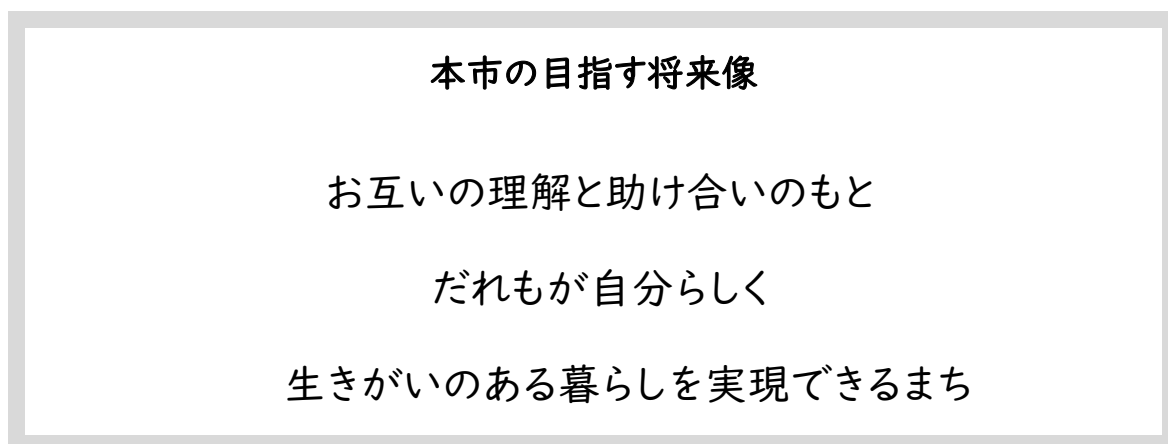 本市の目指す将来像
お互いの理解と助け合いのもと
だれもが自分らしく
生きがいのある暮らしを実現できるまち